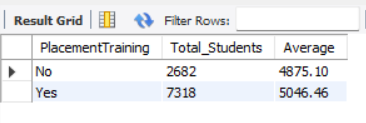 Result Grid Filter Rows:
PlacementTraining Total_Students Average
No 2682 4875.10
Yes 7318 5046.46